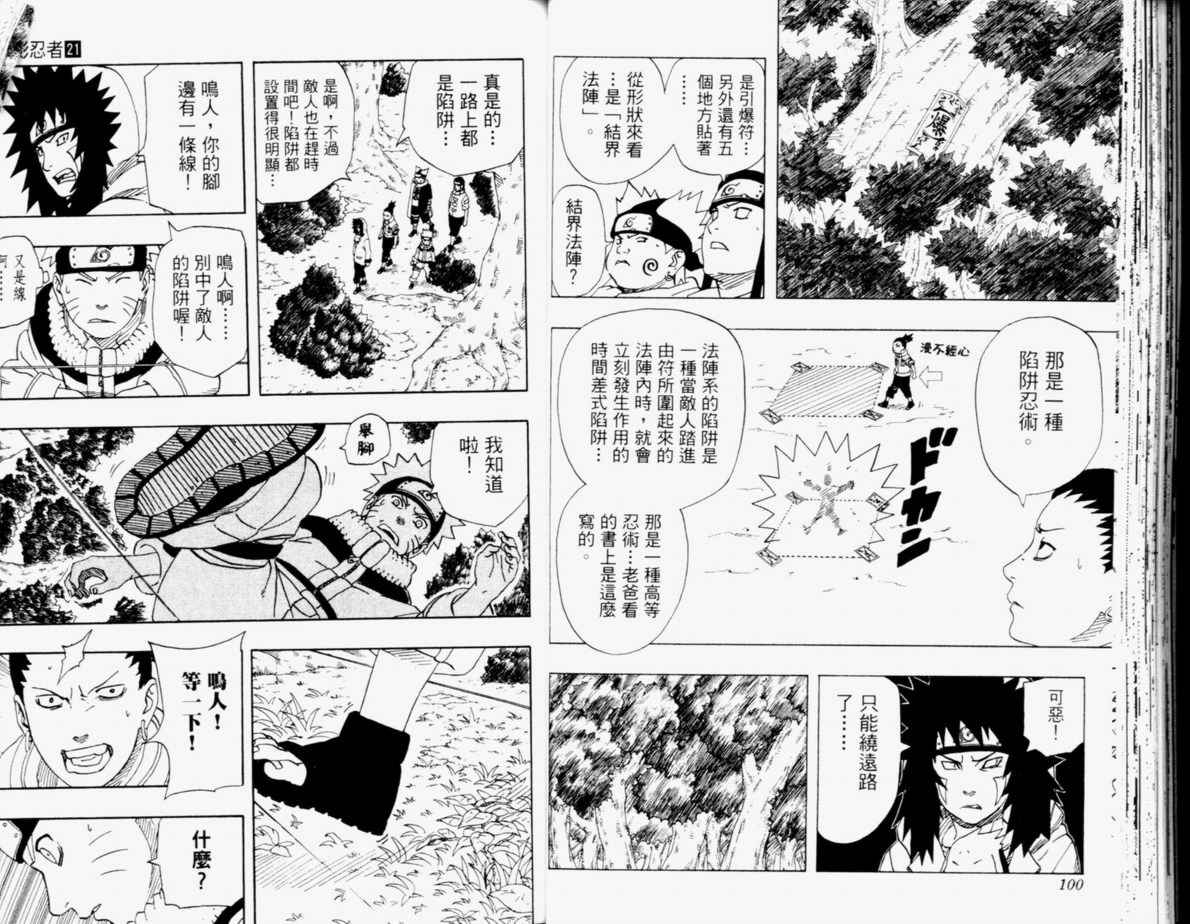 爆
是引爆符…
另外還有五
個地方貼著
……
從形狀來看
…是「結界
法陣」。
結界法陣?
那是一種
陷阱忍術。
漫不經心
ドカン
法陣系的陷阱是
一種當敵人踏進
由符所圍起來的
法陣內時，就會
立刻發生作用的
時間差式陷阱…
那是一種高等
忍術…老爸看
的書上是這麼
寫的。
可惡!
只能繞遠路
了……
100
忍者21
真是的…
一路上都
是陷阱…
是啊，不過
敵人也在趕時
間吧!陷阱都
設置得很明顯…
鳴人，你的腳
邊有一條線!
鳴人啊……
別中了敵人
的陷阱喔!
又是線
啊……
我知道
啦!
舉腳
鳴人!
等一下!
什麼?